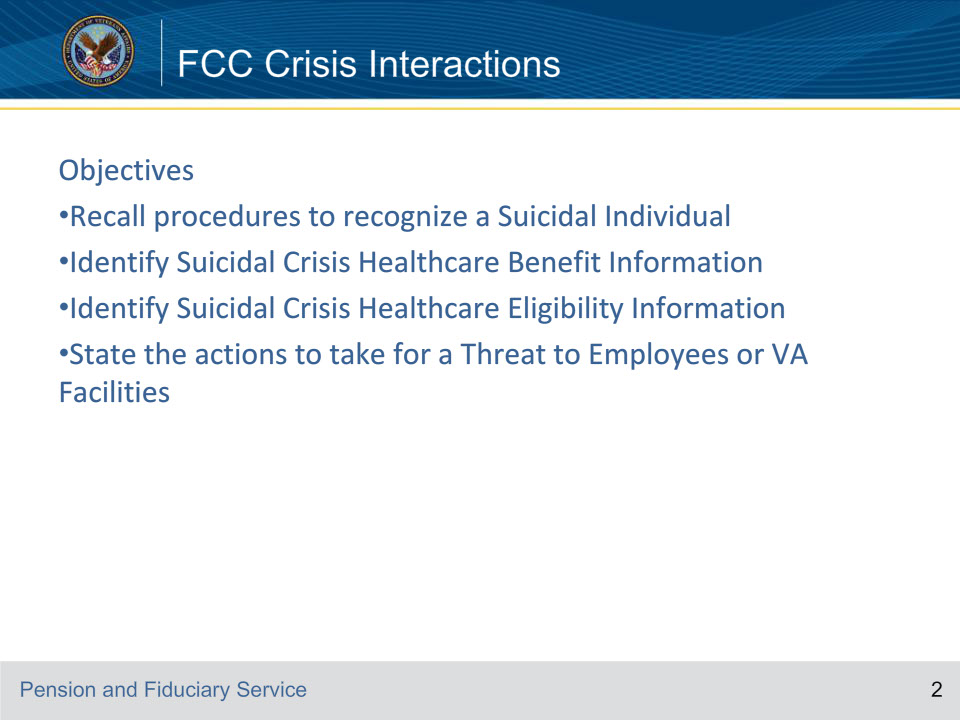 FCC Crisis Interactions
Objectives
•Recall procedures to recognize a Suicidal Individual
•Identify Suicidal Crisis Healthcare Benefit Information
•Identify Suicidal Crisis Healthcare Eligibility Information
•State the actions to take for a Threat to Employees or VA
Facilities
Pension and Fiduciary Service
2